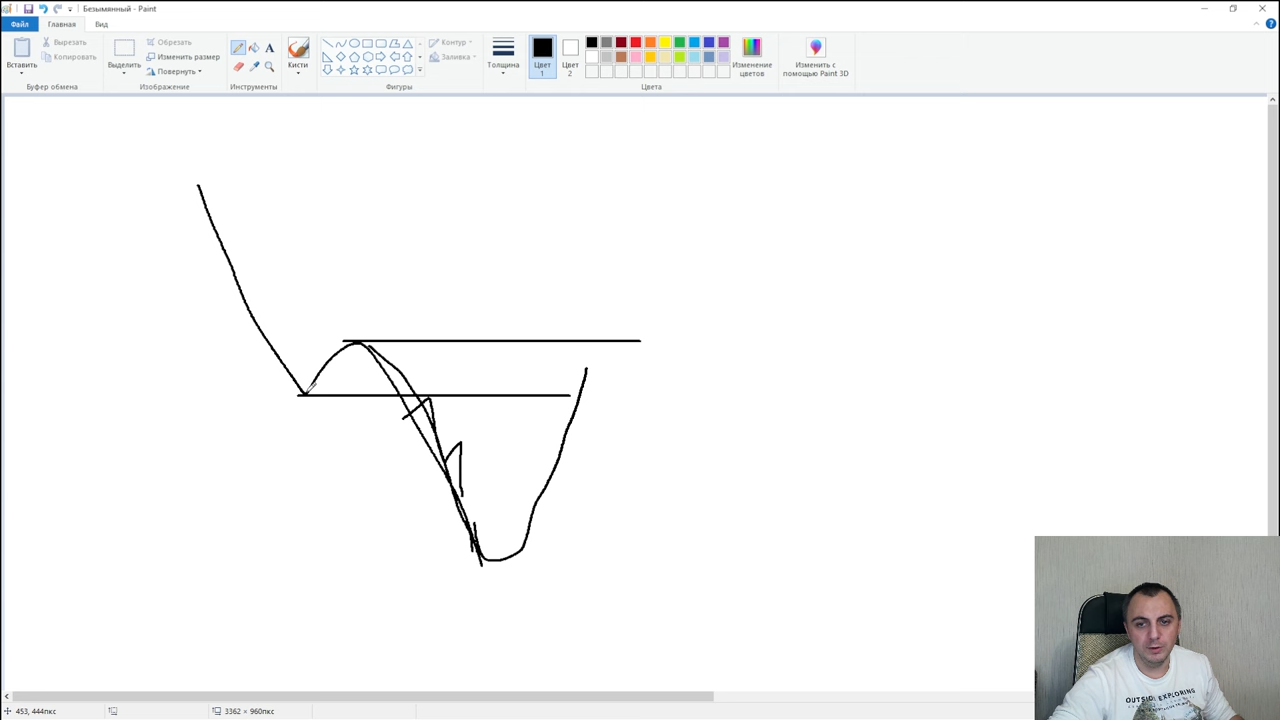 Безымянный - Paint
Файл Главная Вид
Вставить
Вырезать
Копировать
Буфер обмена
Выделить
Обрезать
Изменить размер
Повернуть
Изображение
A
Инструменты
Кисти
Контур
Заливка
Фигуры
Толщина
Цвет 1
Цвет 2
Цвета
Изменение цветов
Изменить с помощью Paint 3D
453, 444пкс
3362 × 960пкс
OUTSIDE EXPLORING